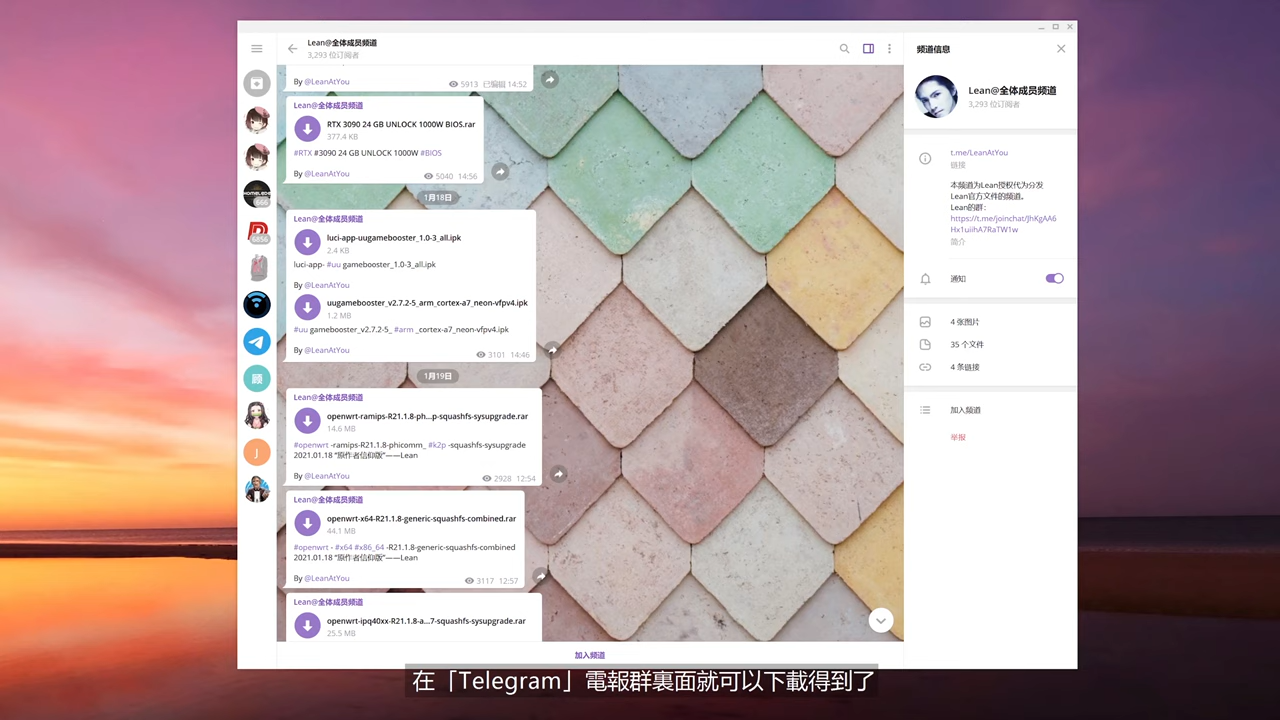 Lean@全体成员频道
3,293 位订阅者
By @LeanAtYou
5913 已编辑 14:52
Lean@全体成员频道
RTX 3090 24 GB UNLOCK 1000W BIOS.rar
377.4 KB
#RTX #3090 24 GB UNLOCK 1000W #BIOS
By @LeanAtYou
5040 14:56
1月18日
Lean@全体成员频道
luci-app-uugamebooster_1.0-3_all.ipk
2.4 KB
luci-app- #uu gamebooster_1.0-3_all.ipk
By @LeanAtYou
uugamebooster_v2.7.2-5_arm_cortex-a7_neon-vfpv4.ipk
1.2 MB
#uu gamebooster_v2.7.2-5_ #arm _cortex-a7_neon-vfpv4.ipk
By @LeanAtYou
3101 14:46
1月19日
Lean@全体成员频道
openwrt-ramips-R21.1.8-ph...p-squashfs-sysupgrade.rar
14.6 MB
#openwrt -ramips-R21.1.8-phicomm_ #k2p -squashfs-sysupgrade
2021.01.18 "原作者信仰版"——Lean
By @LeanAtYou
2928 12:54
Lean@全体成员频道
openwrt-x64-R21.1.8-generic-squashfs-combined.rar
44.1 MB
#openwrt - #x64 #x86_64 -R21.1.8-generic-squashfs-combined
2021.01.18 "原作者信仰版"——Lean
By @LeanAtYou
3117 12:57
Lean@全体成员频道
openwrt-ipq40xx-R21.1.8-a...7-squashfs-sysupgrade.rar
25.5 MB
加入频道
频道信息
Lean@全体成员频道
3,293 位订阅者
t.me/LeanAtYou
链接
本频道为Lean授权代为分发
Lean官方文件的频道。
Lean的群：
https://t.me/joinchat/JhKgAA6
Hx1uiihA7RaTW1w
简介
通知
4 张图片
35 个文件
4 条链接
加入频道
举报
666
6856
顾
J
在「Telegram」電報群裏面就可以下載得到了